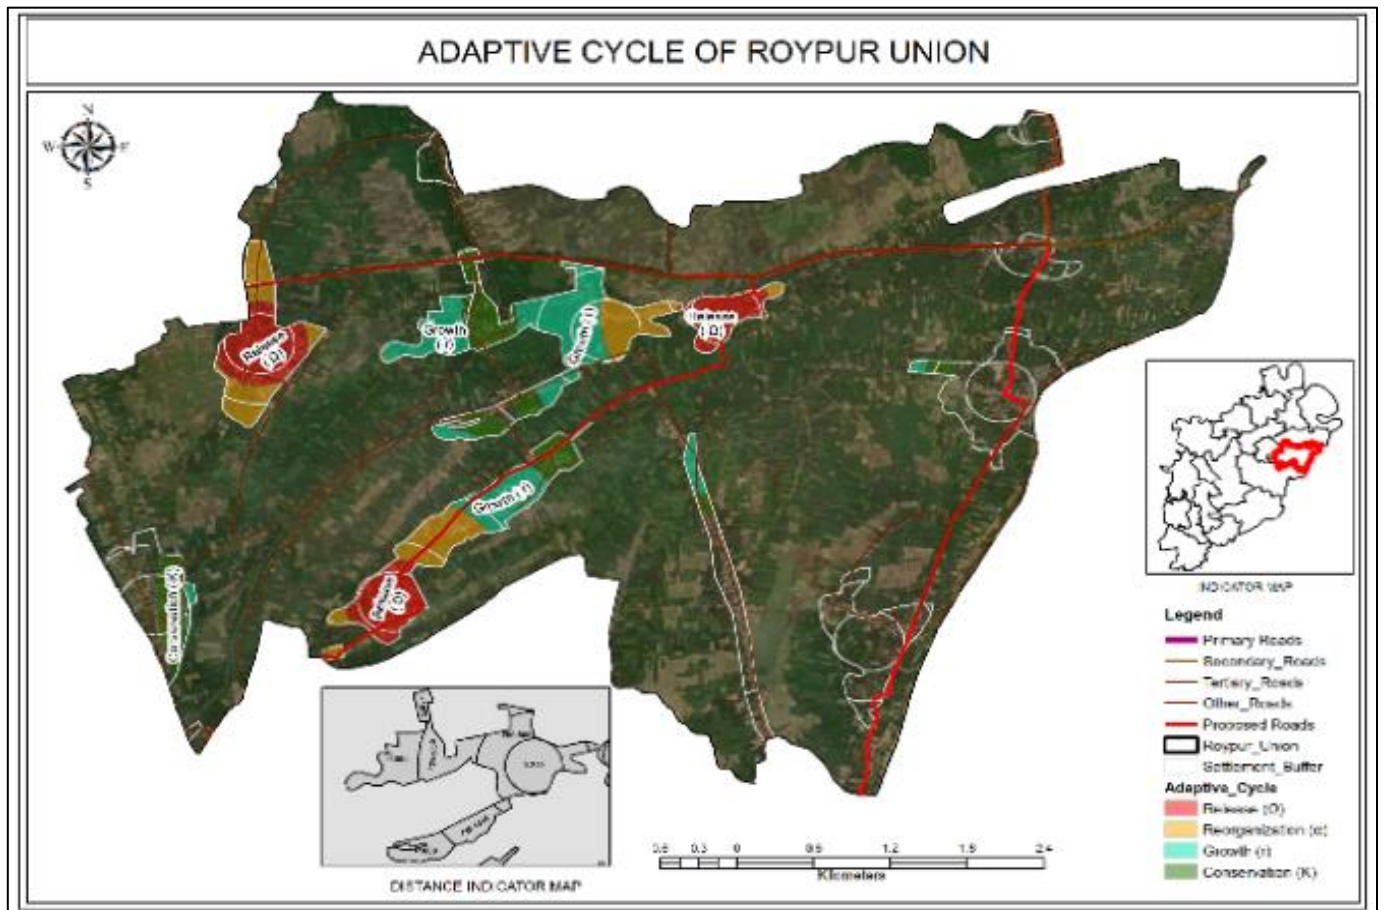 ADAPTIVE CYCLE OF ROYPUR UNION
N
W
E
S
Release
(Ω)
Growth
(r)
Growth (r)
Release
(Ω)
Growth (r)
Release
(Ω)
Conservation (K)
INDICATOR MAP
Legend
Primary Roads
Secondary_Roads
Tertiary_Roads
Other_Roads
Proposed Roads
Roypur_Union
Settlement_Buffer
Adaptive_Cycle
Release (Ω)
Reorganization (α)
Growth (r)
Conservation (K)
DISTANCE INDICATOR MAP
0.6 0.3 0 0.6 1.2 1.8 2.4
Kilometers